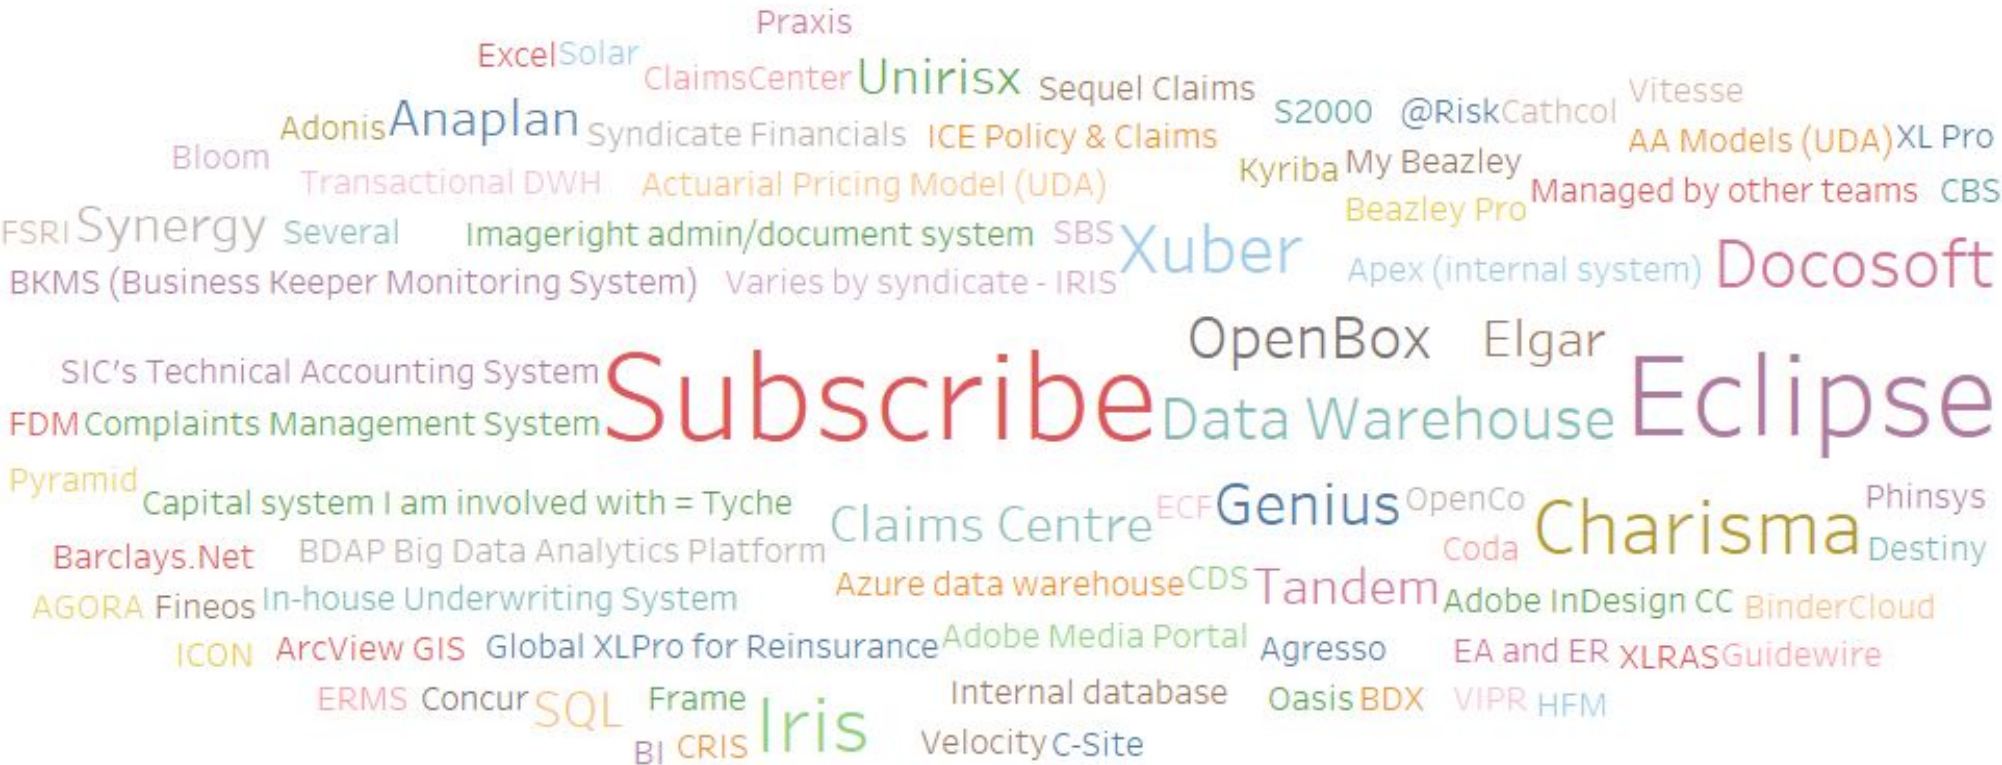 Praxis
Excel Solar
ClaimsCenter Unirisx Sequel Claims Vitesse
Adonis Anaplan Syndicate Financials ICE Policy & Claims S2000 @Risk Cathcol AA Models (UDA) XL Pro
Bloom Transactional DWH Actuarial Pricing Model (UDA) Kyriba My Beazley Managed by other teams CBS
Beazley Pro
FSRI Synergy Several Imageright admin/document system SBS Xuber
BKMS (Business Keeper Monitoring System) Varies by syndicate - IRIS Apex (internal system) Docosoft
OpenBox Elgar
SIC's Technical Accounting System Subscribe Eclipse
FDM Complaints Management System Data Warehouse
Pyramid Capital system I am involved with = Tyche Claims Centre ECF Genius OpenCo Charisma Phinsys
Barclays.Net BDAP Big Data Analytics Platform Coda Destiny
AGORA Fineos In-house Underwriting System Azure data warehouse CDS Tandem Adobe InDesign CC BinderCloud
ICON ArcView GIS Global XLPro for Reinsurance Adobe Media Portal Agresso EA and ER XLRAS Guidewire
ERMS Concur SQL Frame Iris Internal database Oasis BDX VIPR HFM
BI CRIS Velocity C-Site